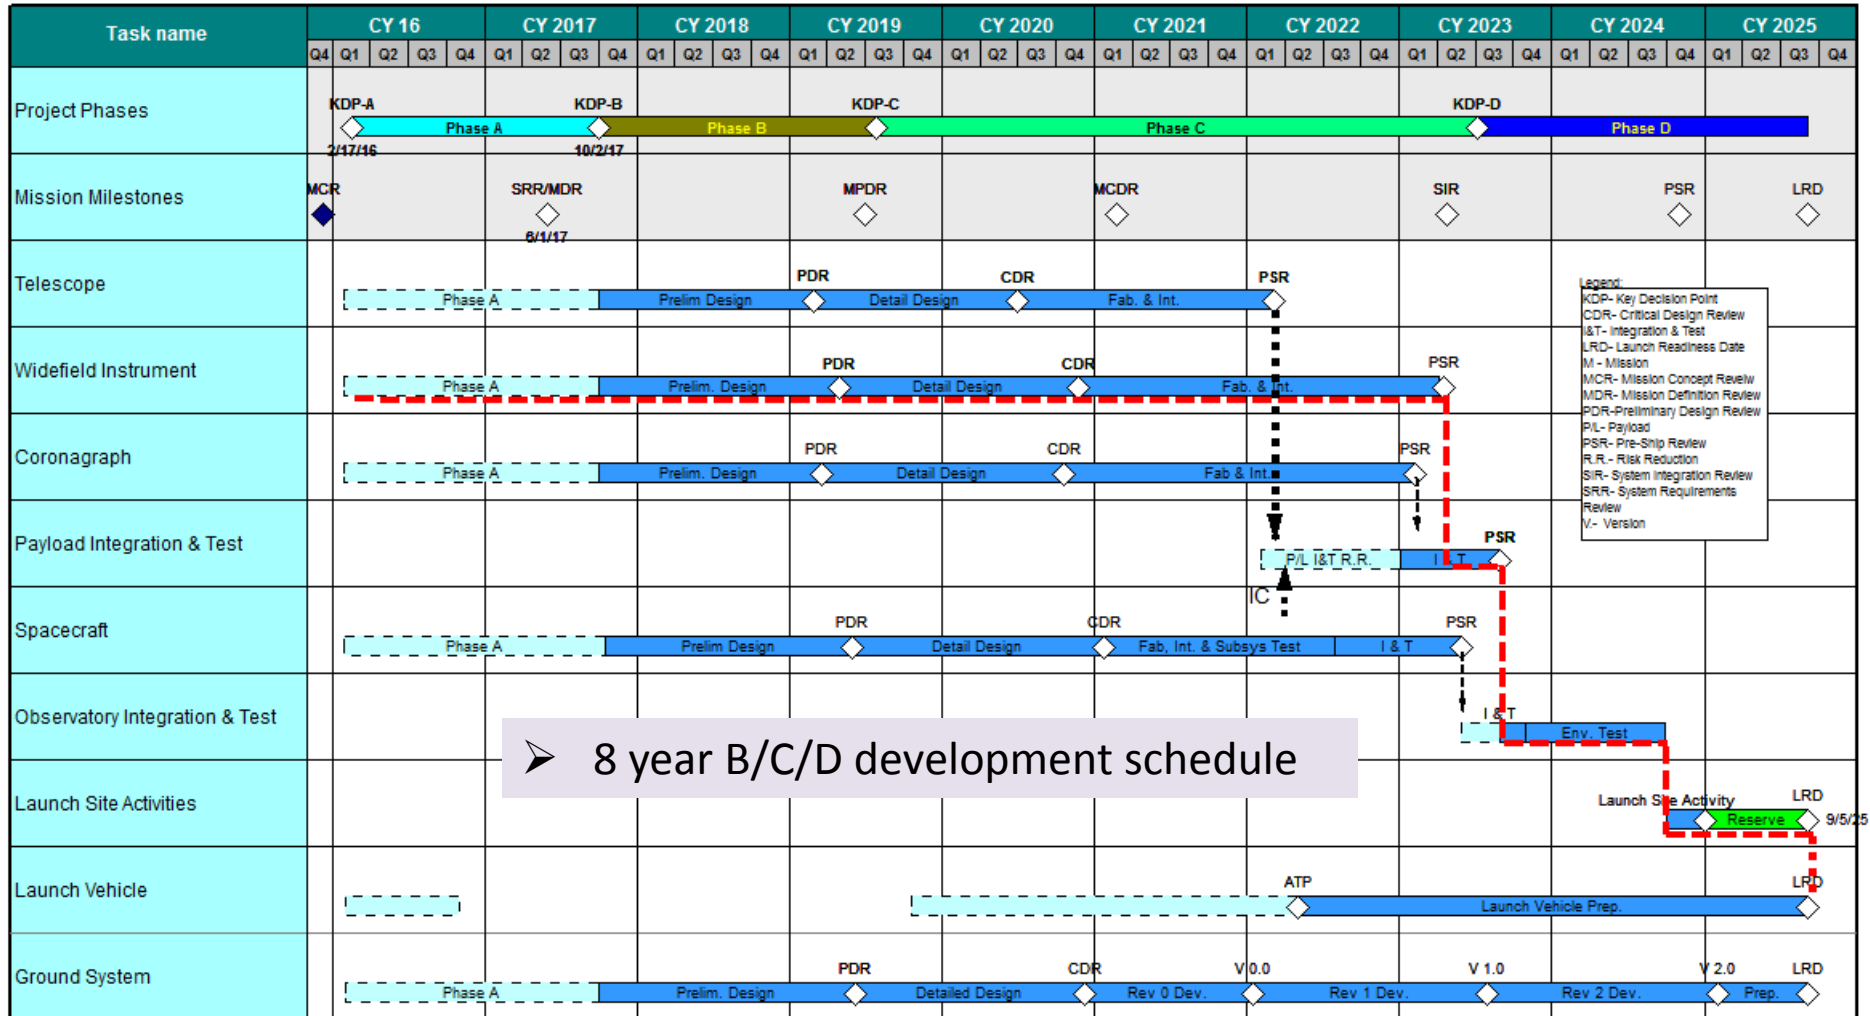 Task name
CY 16 CY 2017 CY 2018 CY 2019 CY 2020 CY 2021 CY 2022 CY 2023 CY 2024 CY 2025
Q4 Q1 Q2 Q3 Q4 Q1 Q2 Q3 Q4 Q1 Q2 Q3 Q4 Q1 Q2 Q3 Q4 Q1 Q2 Q3 Q4 Q1 Q2 Q3 Q4 Q1 Q2 Q3 Q4 Q1 Q2 Q3 Q4 Q1 Q2 Q3 Q4 Q1 Q2 Q3 Q4
Project Phases
KDP-A KDP-B KDP-C KDP-D
Phase A Phase B Phase C Phase D
2/17/16 10/2/17
Mission Milestones
MCR SRR/MDR MPDR MCDR SIR PSR LRD
6/1/17
Telescope
PDR CDR PSR
Phase A Prelim Design Detail Design Fab. & Int.
Legend:
KDP- Key Decision Point
CDR- Critical Design Review
I&T- Integration & Test
LRD- Launch Readiness Date
M - Mission
MCR- Mission Concept Reveiw
MDR- Mission Definition Review
PDR-Preliminary Design Review
P/L- Payload
PSR- Pre-Ship Review
R.R.- Risk Reduction
SIR- System Integration Review
SRR- System Requirements
Review
V.- Version
Widefield Instrument
PDR CDR PSR
Phase A Prelim. Design Detail Design Fab. & Int.
Coronagraph
PDR CDR PSR
Phase A Prelim. Design Detail Design Fab & Int.
Payload Integration & Test
PSR
P/L I&T R.R. I & T
IC
Spacecraft
PDR CDR PSR
Phase A Prelim Design Detail Design Fab, Int. & Subsys Test I & T
Observatory Integration & Test
I & T
Env. Test
➢ 8 year B/C/D development schedule
Launch Site Activities
Launch Site Activity LRD
Reserve 9/5/25
Launch Vehicle
ATP LRD
Launch Vehicle Prep.
Ground System
PDR CDR V 0.0 V 1.0 V 2.0 LRD
Phase A Prelim. Design Detailed Design Rev 0 Dev. Rev 1 Dev. Rev 2 Dev. Prep.